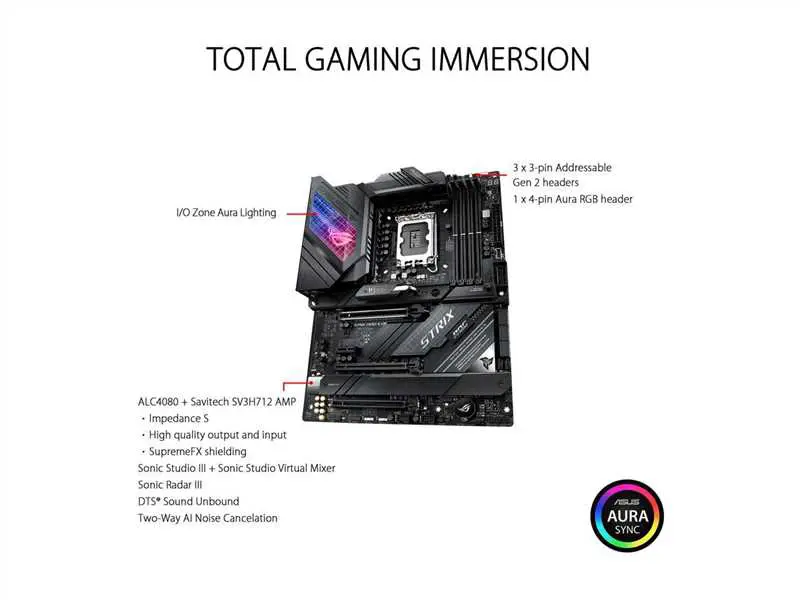 TOTAL GAMING IMMERSION
3 x 3-pin Addressable
Gen 2 headers
1 x 4-pin Aura RGB header
I/O Zone Aura Lighting
STRIX
ALC4080 + Savitech SV3H712 AMP
・Impedance S
・High quality output and input
・SupremeFX shielding
Sonic Studio III + Sonic Studio Virtual Mixer
Sonic Radar III
DTS® Sound Unbound
Two-Way AI Noise Cancelation
ASUS
AURA
SYNC